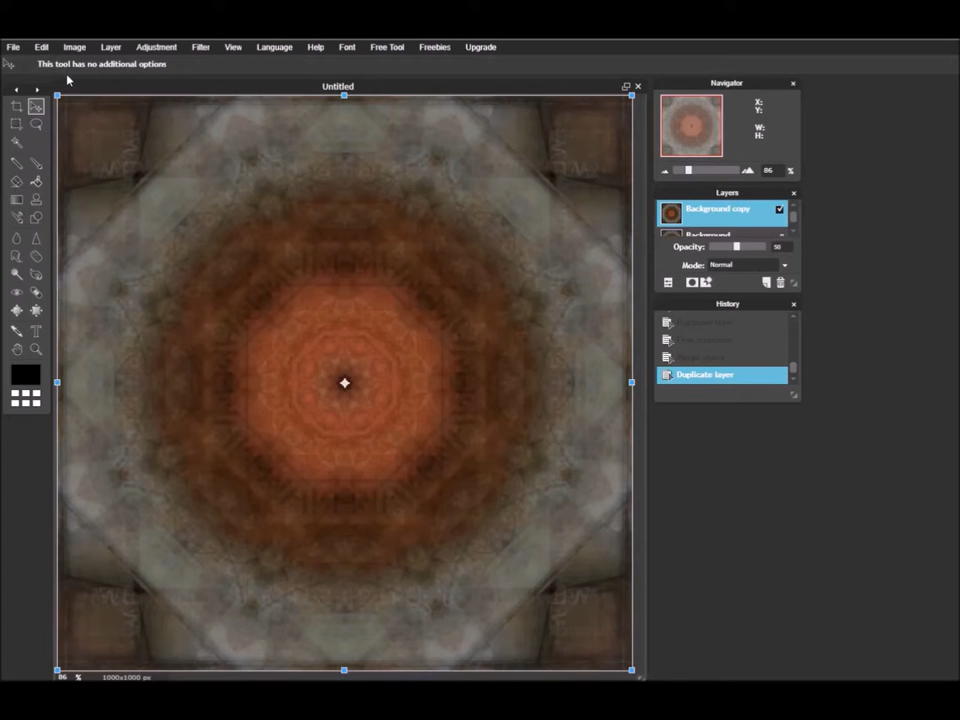 File Edit Image Layer Adjustment Filter View Language Help Font Free Tool Freebies Upgrade
This tool has no additional options
Untitled
Navigator
X:
Y:
W:
H:
86 %
Layers
Background copy
Background
Opacity: 50
Mode: Normal
History
Duplicate layer
86 % 1000x1000 px